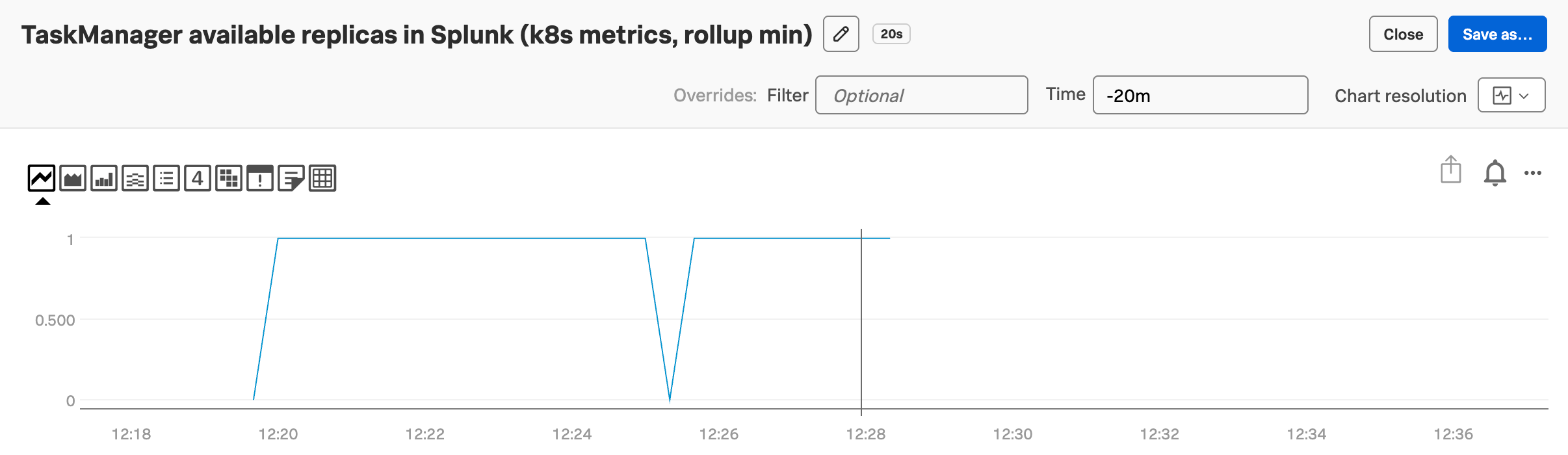 TaskManager available replicas in Splunk (k8s metrics, rollup min) 20s Close Save as...
Overrides: Filter Optional Time -20m Chart resolution
4 !
1
0.500
0
12:18 12:20 12:22 12:24 12:26 12:28 12:30 12:32 12:34 12:36